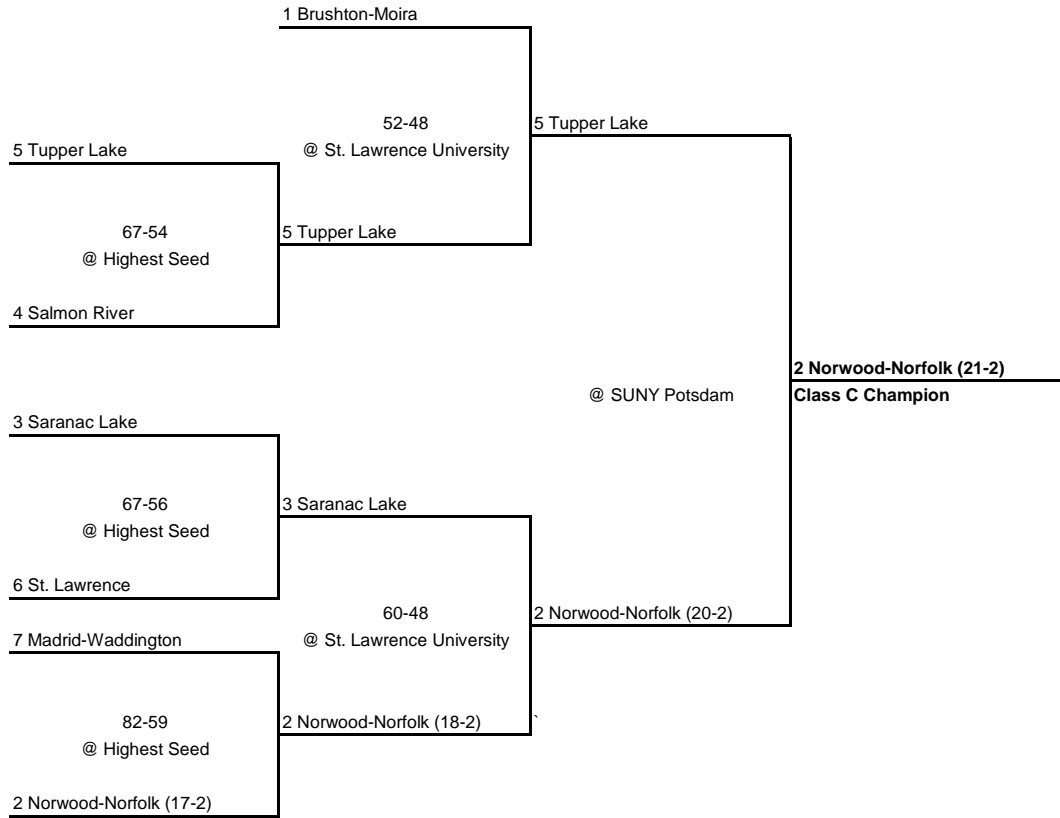 1 Brushton-Moira
52-48
5 Tupper Lake
@ St. Lawrence University
5 Tupper Lake
67-54
5 Tupper Lake
@ Highest Seed
4 Salmon River
2 Norwood-Norfolk (21-2)
@ SUNY Potsdam
Class C Champion
3 Saranac Lake
67-56
3 Saranac Lake
@ Highest Seed
6 St. Lawrence
60-48
2 Norwood-Norfolk (20-2)
7 Madrid-Waddington
@ St. Lawrence University
82-59
2 Norwood-Norfolk (18-2)
`
@ Highest Seed
2 Norwood-Norfolk (17-2)